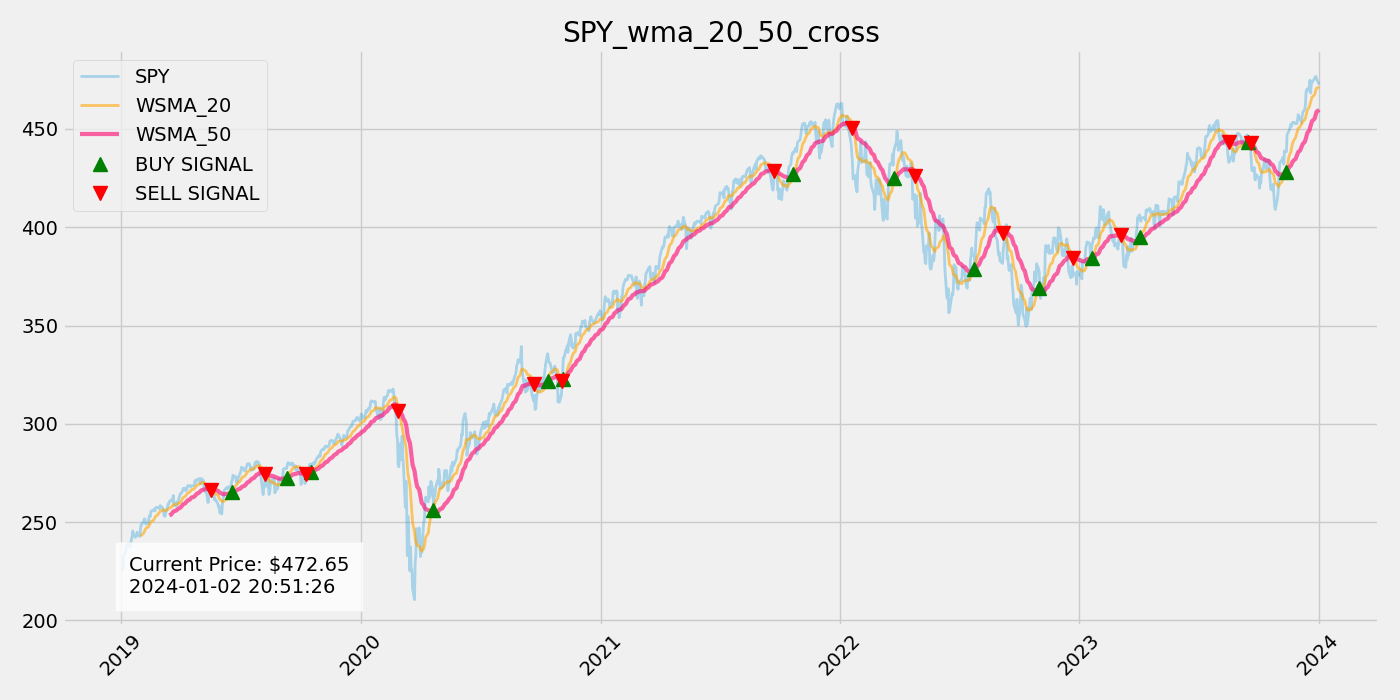 SPY_wma_20_50_cross
SPY
WSMA_20
WSMA_50
BUY SIGNAL
SELL SIGNAL
450
400
350
300
250
200
Current Price: $472.65
2024-01-02 20:51:26
2019
2020
2021
2022
2023
2024